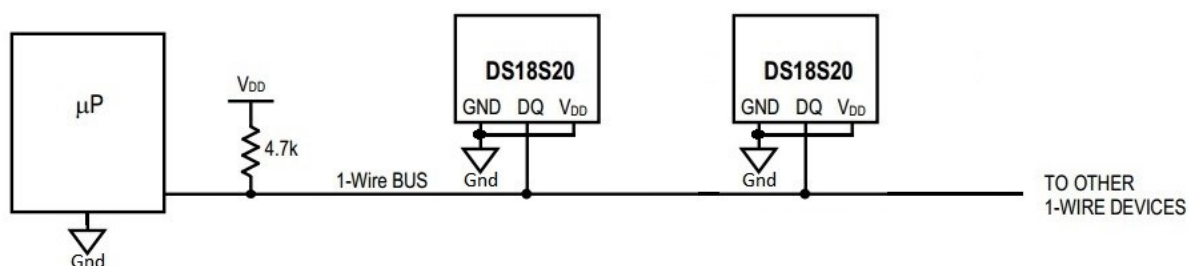 μP
Gnd
VDD
4.7k
1-Wire BUS
DS18S20
GND DQ VDD
Gnd
DS18S20
GND DQ VDD
Gnd
TO OTHER
1-WIRE DEVICES